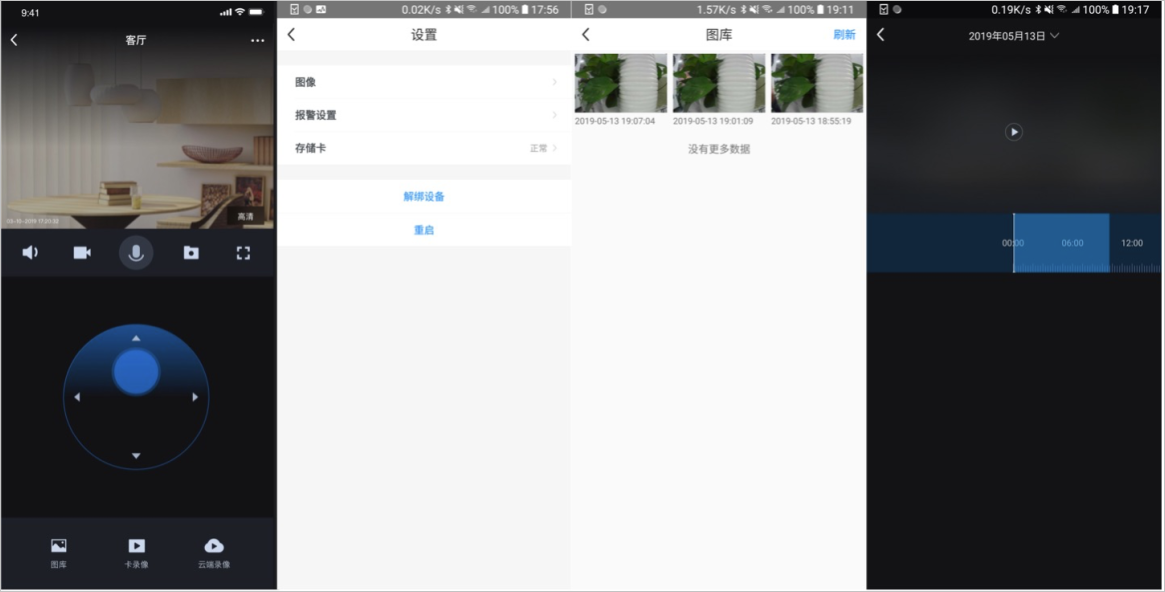 9:41
客厅
高清
图库
卡录像
云端录像
0.02K/s 100% 17:56
设置
图像
报警设置
存储卡 正常
解绑设备
重启
1.57K/s 100% 19:11
图库 刷新
2019-05-13 19:07:04 2019-05-13 19:01:09 2019-05-13 18:55:19
没有更多数据
0.19K/s 100% 19:17
2019年05月13日
00:00 06:00 12:00